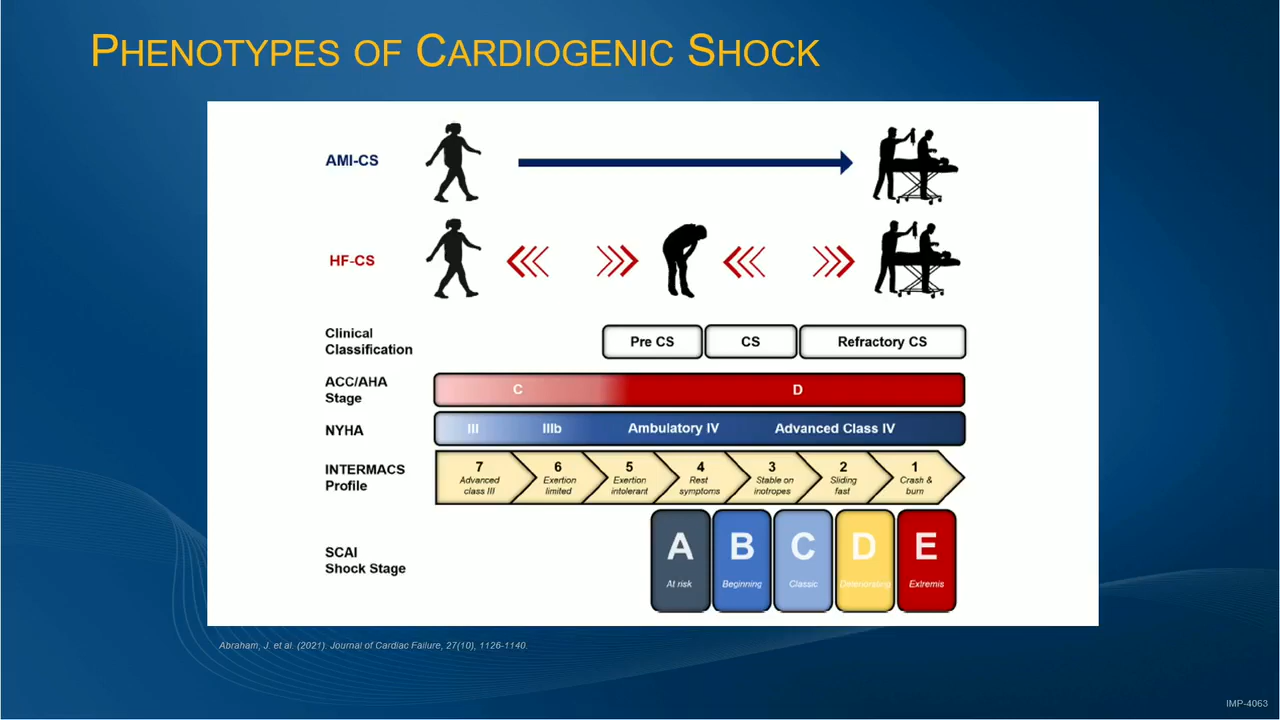 PHENOTYPES OF CARDIOGENIC SHOCK
AMI-CS
HF-CS
Clinical
Classification
Pre CS
CS
Refractory CS
ACC/AHA
Stage
C
D
NYHA
III
IIIb
Ambulatory IV
Advanced Class IV
INTERMACS
Profile
7
Advanced
class III
6
Exertion
limited
5
Exertion
intolerant
4
Rest
symptoms
3
Stable on
inotropes
2
Sliding
fast
1
Crash &
burn
SCAI
Shock Stage
A
At risk
B
Beginning
C
Classic
D
Deteriorating
E
Extremis
Abraham, J. et al. (2021). Journal of Cardiac Failure, 27(10), 1126-1140.
IMP-4063